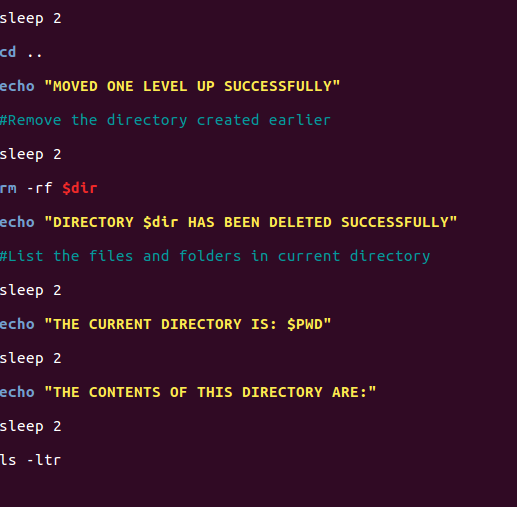 sleep 2
cd ..
echo "MOVED ONE LEVEL UP SUCCESSFULLY"
#Remove the directory created earlier
sleep 2
rm -rf $dir
echo "DIRECTORY $dir HAS BEEN DELETED SUCCESSFULLY"
#List the files and folders in current directory
sleep 2
echo "THE CURRENT DIRECTORY IS: $PWD"
sleep 2
echo "THE CONTENTS OF THIS DIRECTORY ARE:"
sleep 2
ls -ltr